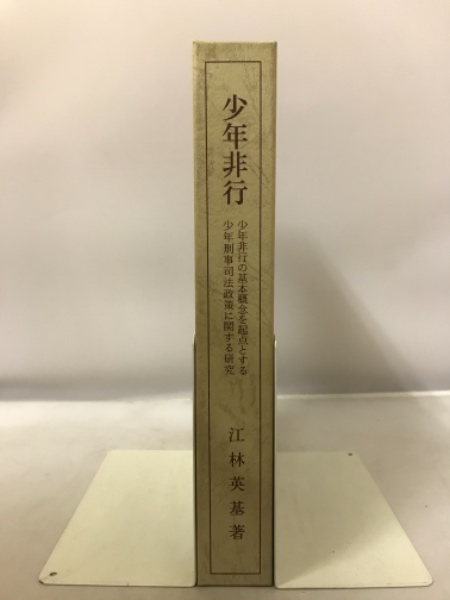 少年非行
少年非行の基本概念を起点とする
少年刑事司法政策に関する研究
江林英基著